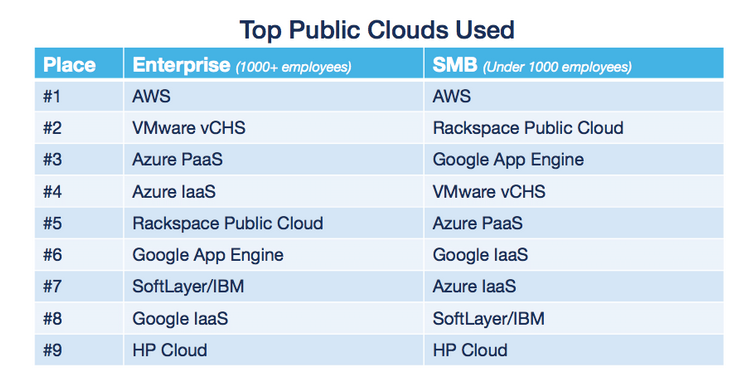 Top Public Clouds Used
Place Enterprise (1000+ employees) SMB (Under 1000 employees)
#1 AWS AWS
#2 VMware vCHS Rackspace Public Cloud
#3 Azure PaaS Google App Engine
#4 Azure IaaS VMware vCHS
#5 Rackspace Public Cloud Azure PaaS
#6 Google App Engine Google IaaS
#7 SoftLayer/IBM Azure IaaS
#8 Google IaaS SoftLayer/IBM
#9 HP Cloud HP Cloud